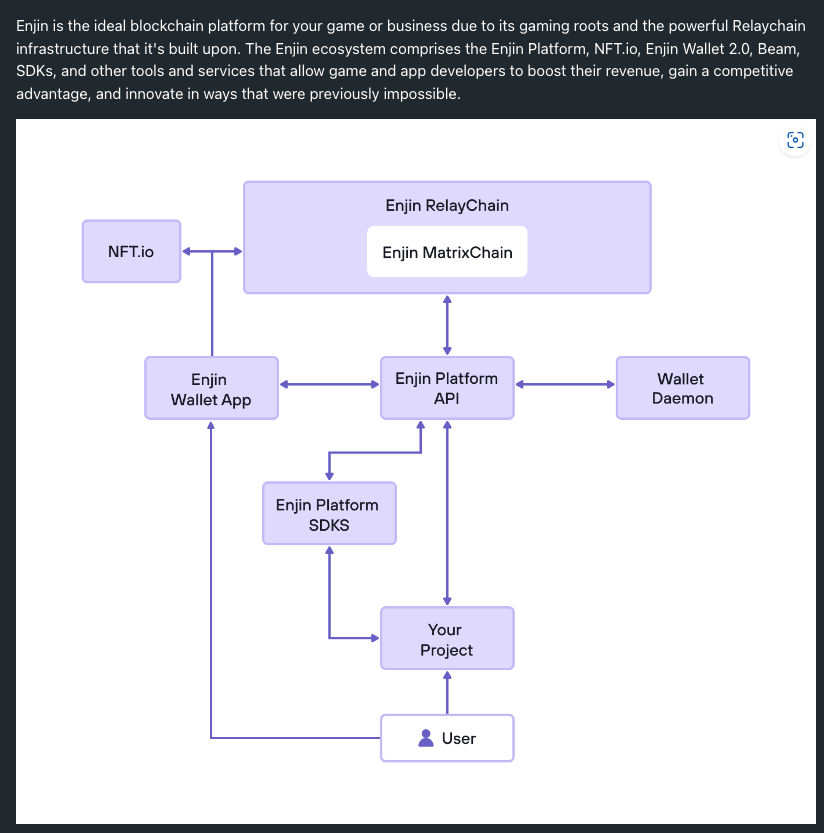 Enjin is the ideal blockchain platform for your game or business due to its gaming roots and the powerful Relaychain
infrastructure that it's built upon. The Enjin ecosystem comprises the Enjin Platform, NFT.io, Enjin Wallet 2.0, Beam,
SDKs, and other tools and services that allow game and app developers to boost their revenue, gain a competitive
advantage, and innovate in ways that were previously impossible.
Enjin RelayChain
NFT.io
Enjin MatrixChain
Enjin
Wallet App
Enjin Platform
API
Wallet
Daemon
Enjin Platform
SDKS
Your
Project
User